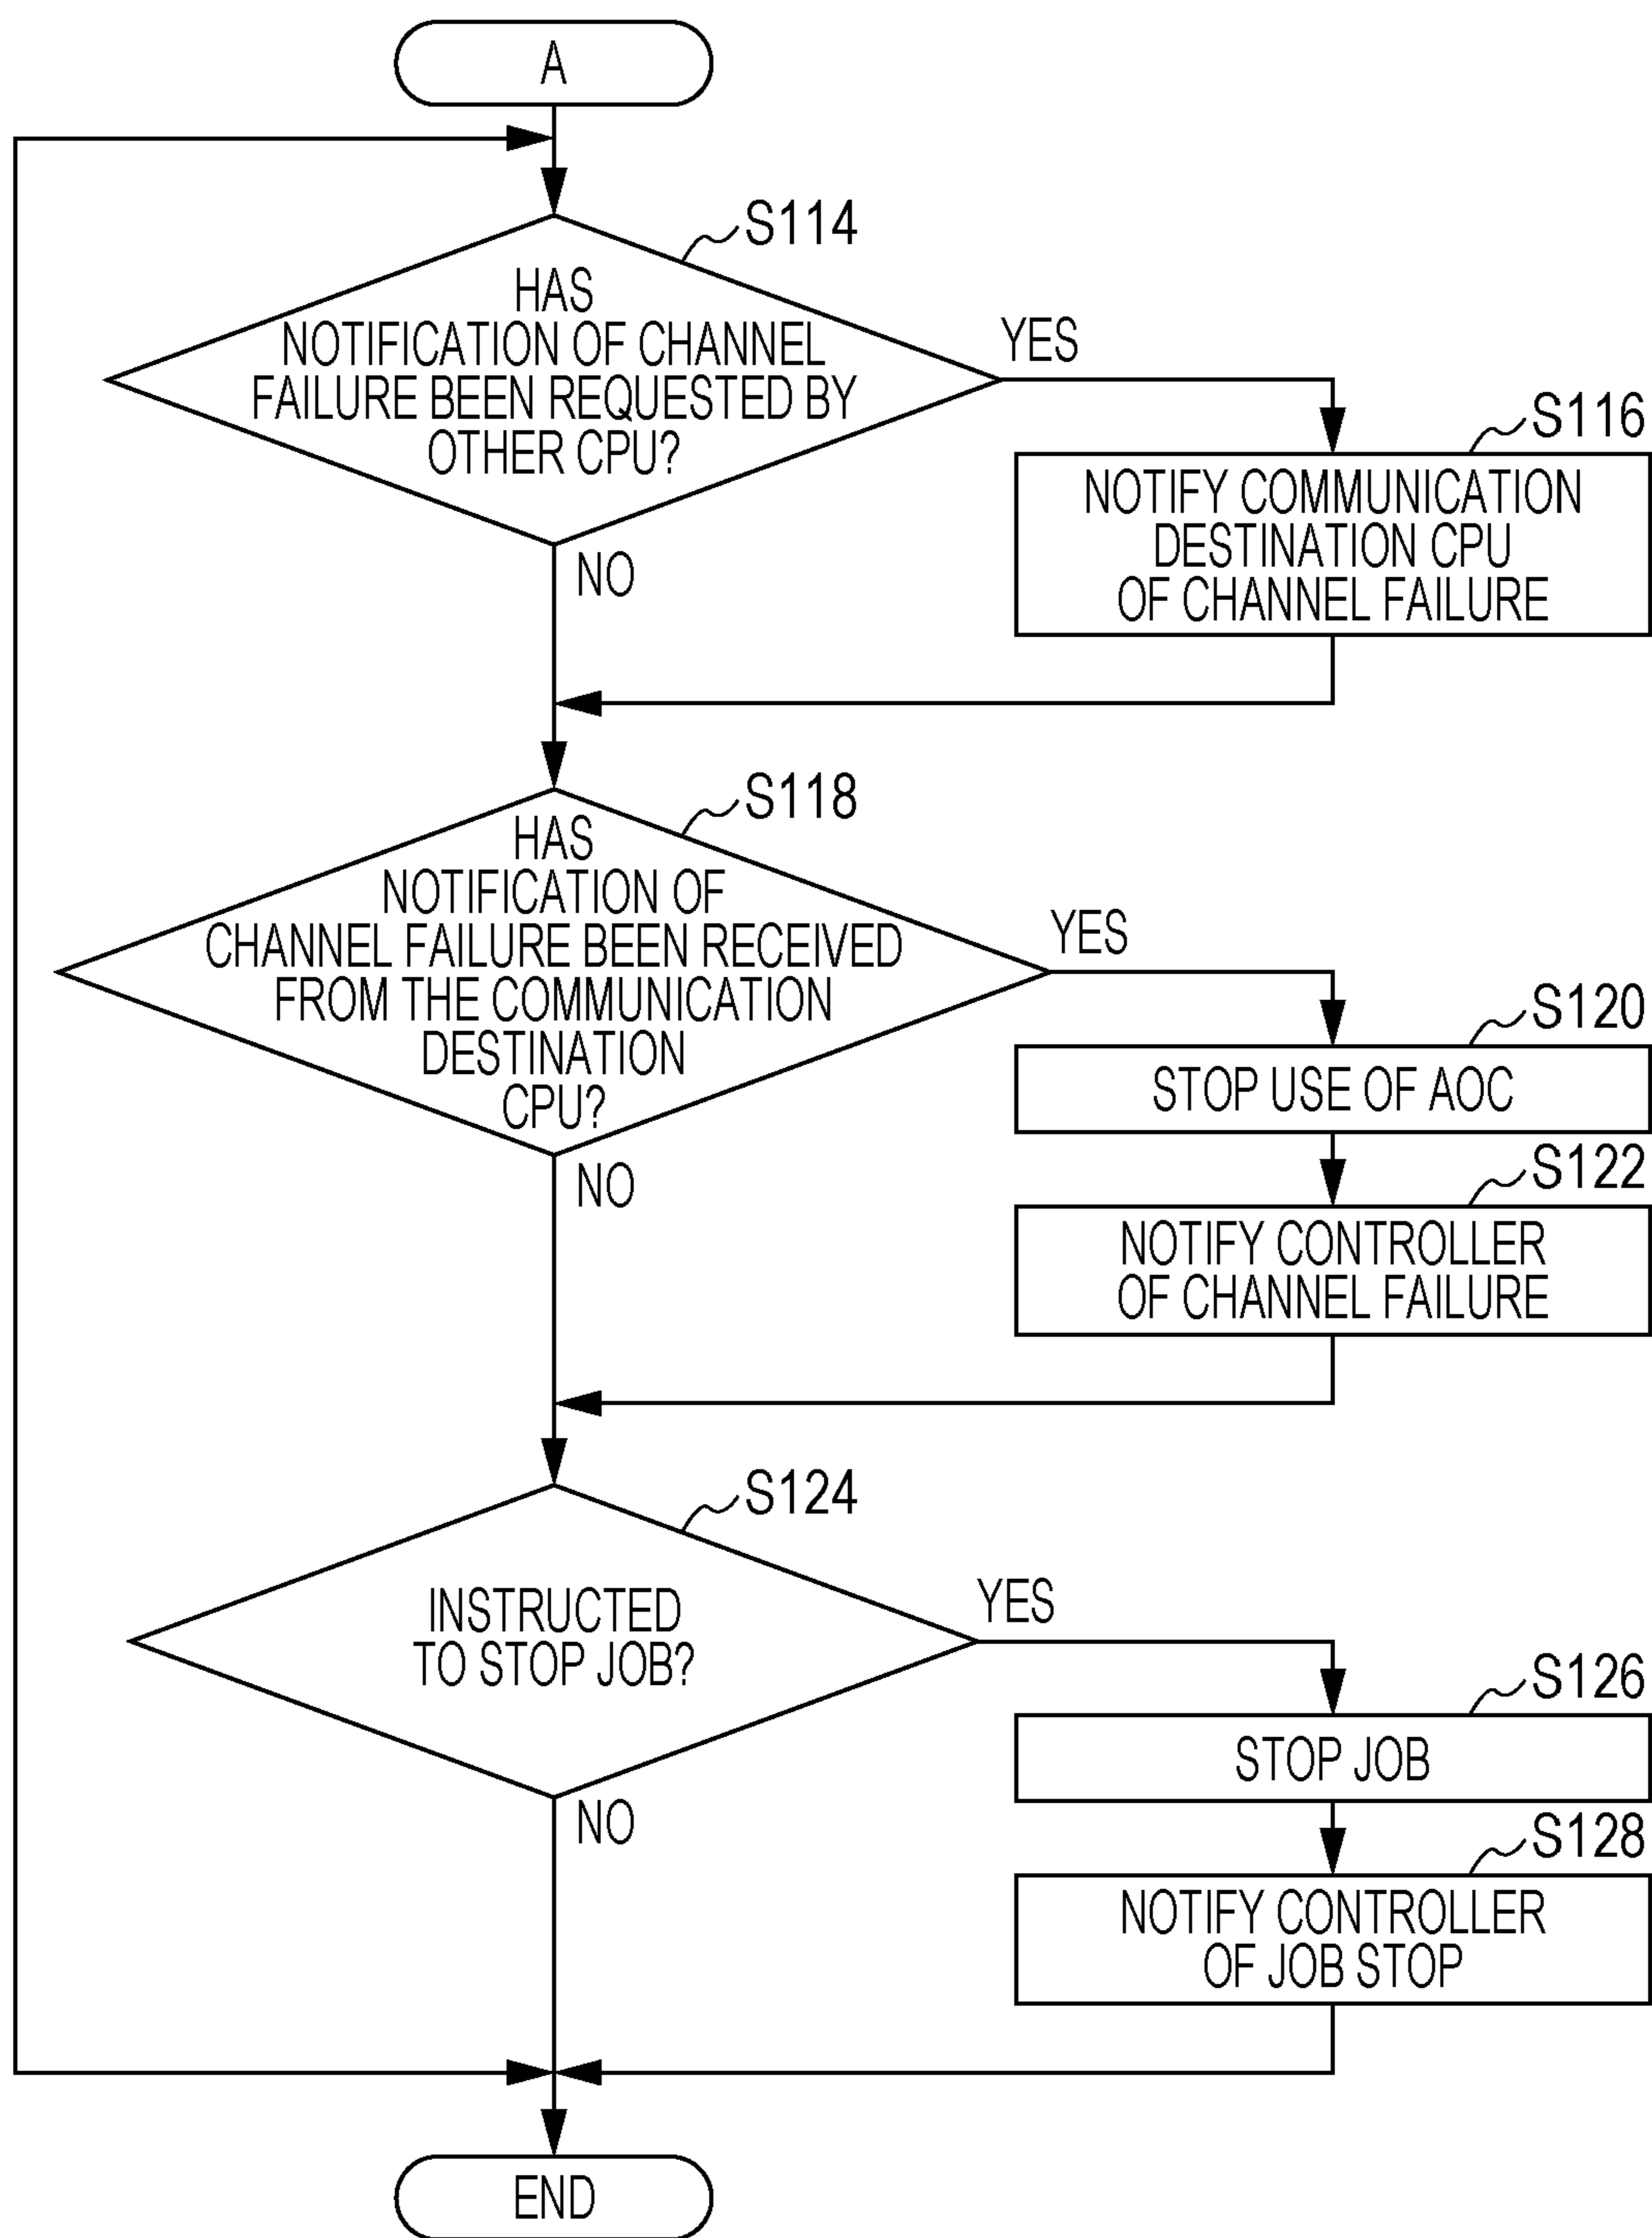 A
S114
HAS
NOTIFICATION OF CHANNEL
FAILURE BEEN REQUESTED BY
OTHER CPU?
YES
NO
S116
NOTIFY COMMUNICATION
DESTINATION CPU
OF CHANNEL FAILURE
S118
HAS
NOTIFICATION OF
CHANNEL FAILURE BEEN RECEIVED
FROM THE COMMUNICATION
DESTINATION
CPU?
YES
NO
S120
STOP USE OF AOC
S122
NOTIFY CONTROLLER
OF CHANNEL FAILURE
S124
INSTRUCTED
TO STOP JOB?
YES
NO
S126
STOP JOB
S128
NOTIFY CONTROLLER
OF JOB STOP
END